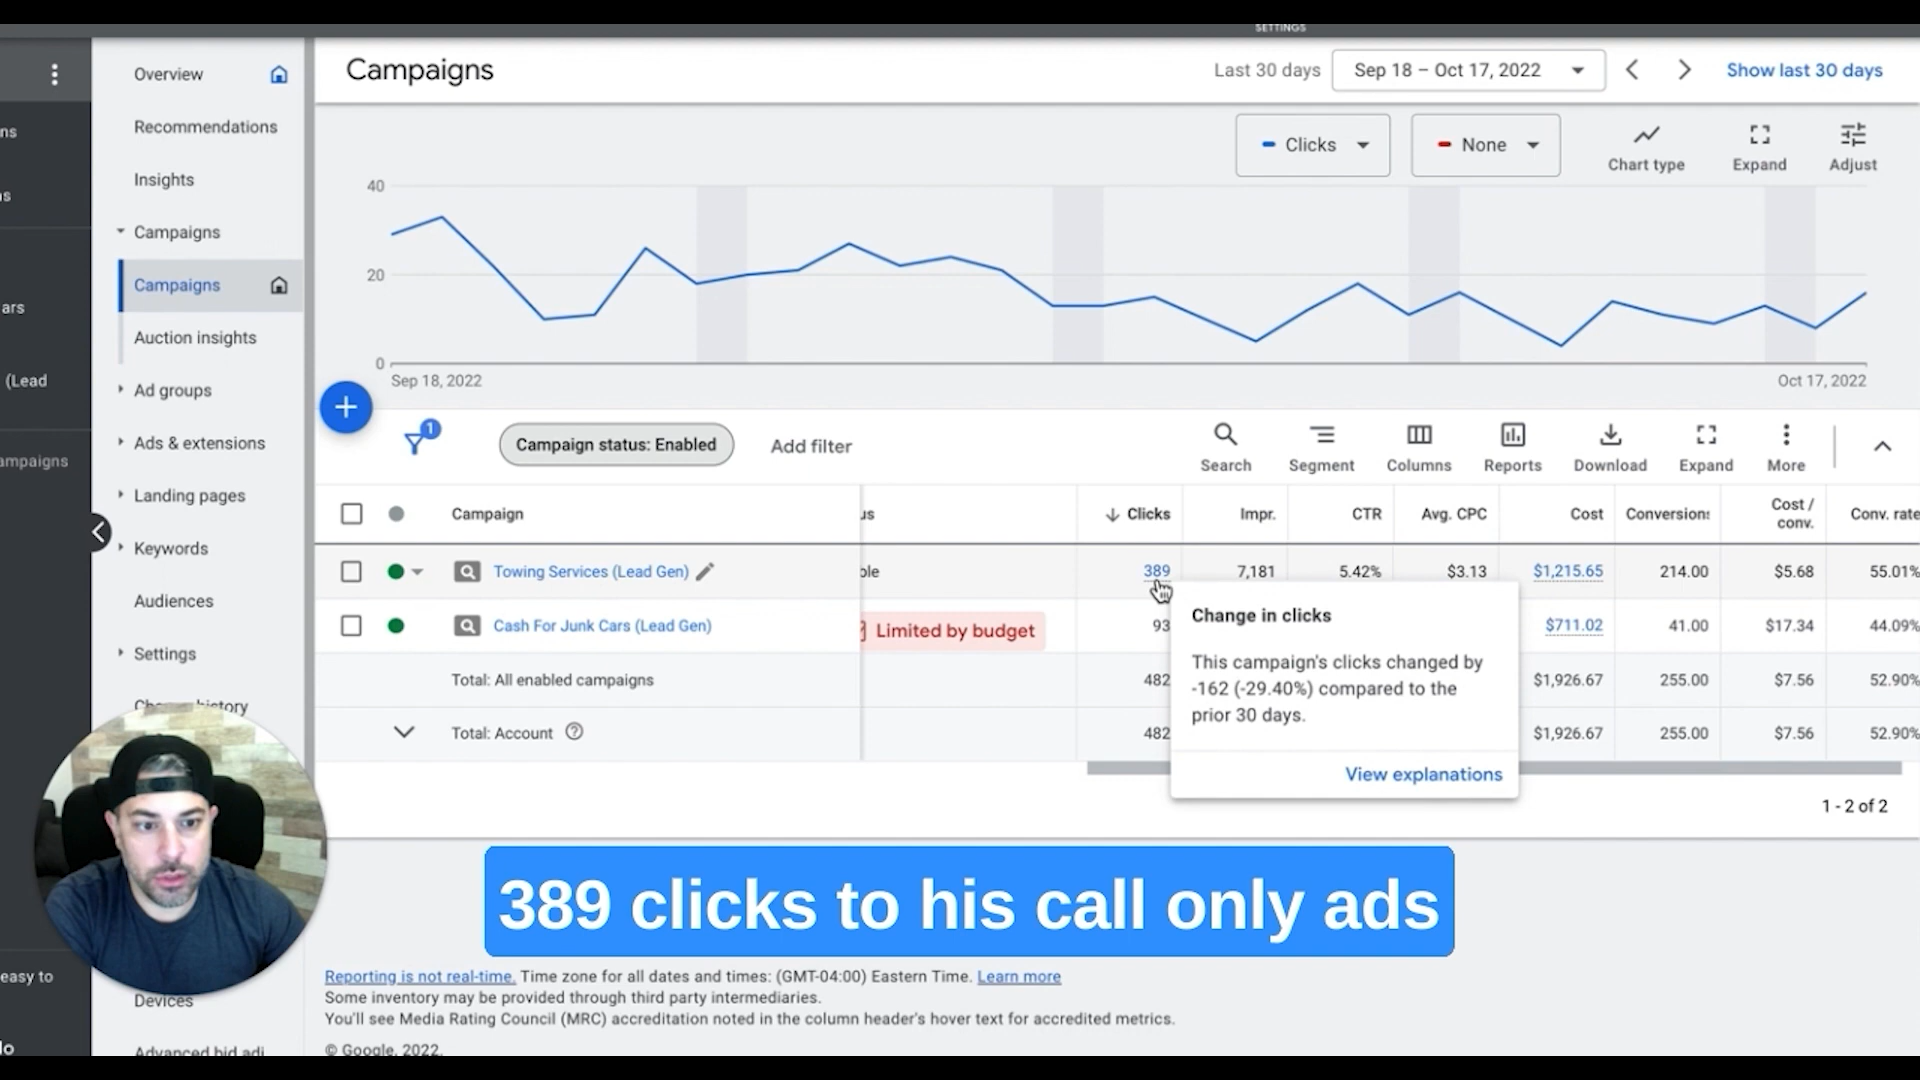 SETTINGS
Campaigns
Last 30 days
Sep 18 – Oct 17, 2022
Show last 30 days
ns
s
ars
(Lead
ampaigns
easy to
lo
Overview
Recommendations
Insights
Campaigns
Campaigns
Auction insights
Ad groups
Ads & extensions
Landing pages
Keywords
Audiences
Settings
Devices
Clicks
None
Chart type
Expand
Adjust
40
20
0
Sep 18, 2022
Oct 17, 2022
1
Campaign status: Enabled
Add filter
Search
Segment
Columns
Reports
Download
Expand
More
Campaign
us
Clicks
Impr.
CTR
Avg. CPC
Cost
Conversions
Cost /
conv.
Conv. rate
Towing Services (Lead Gen)
ble
389
7,181
5.42%
$3.13
$1,215.65
214.00
$5.68
55.01%
Cash For Junk Cars (Lead Gen)
Limited by budget
93
$711.02
41.00
$17.34
44.09%
Total: All enabled campaigns
482
$1,926.67
255.00
$7.56
52.90%
Total: Account
482
$1,926.67
255.00
$7.56
52.90%
Change in clicks
This campaign's clicks changed by
-162 (-29.40%) compared to the
prior 30 days.
View explanations
1 - 2 of 2
389 clicks to his call only ads
Reporting is not real-time. Time zone for all dates and times: (GMT-04:00) Eastern Time. Learn more
Some inventory may be provided through third party intermediaries.
You'll see Media Rating Council (MRC) accreditation noted in the column header's hover text for accredited metrics.
© Google, 2022.